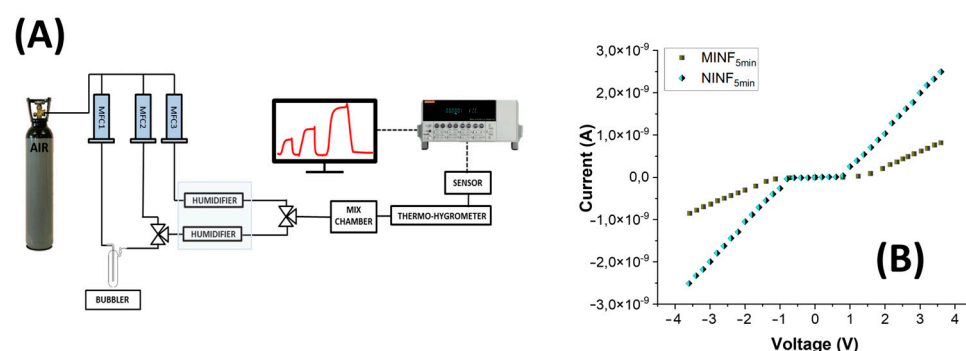 (A)
AIR
MFC1
MFC2
MFC3
HUMIDIFIER
HUMIDIFIER
BUBBLER
MIX
CHAMBER
THERMO-HYGROMETER
SENSOR
MINF5min
NINF5min
3,0×10⁻⁹
2,0×10⁻⁹
1,0×10⁻⁹
0,0
−1,0×10⁻⁹
−2,0×10⁻⁹
−3,0×10⁻⁹
Current (A)
−4 −3 −2 −1 0 1 2 3 4
Voltage (V)
(B)